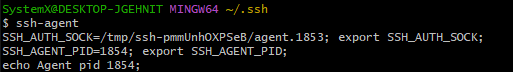 SystemX@DESKTOP-JGEHNIT MINGW64 ~/.ssh
$ ssh-agent
SSH_AUTH_SOCK=/tmp/ssh-pmmUnhOXPSeB/agent.1853; export SSH_AUTH_SOCK;
SSH_AGENT_PID=1854; export SSH_AGENT_PID;
echo Agent pid 1854;